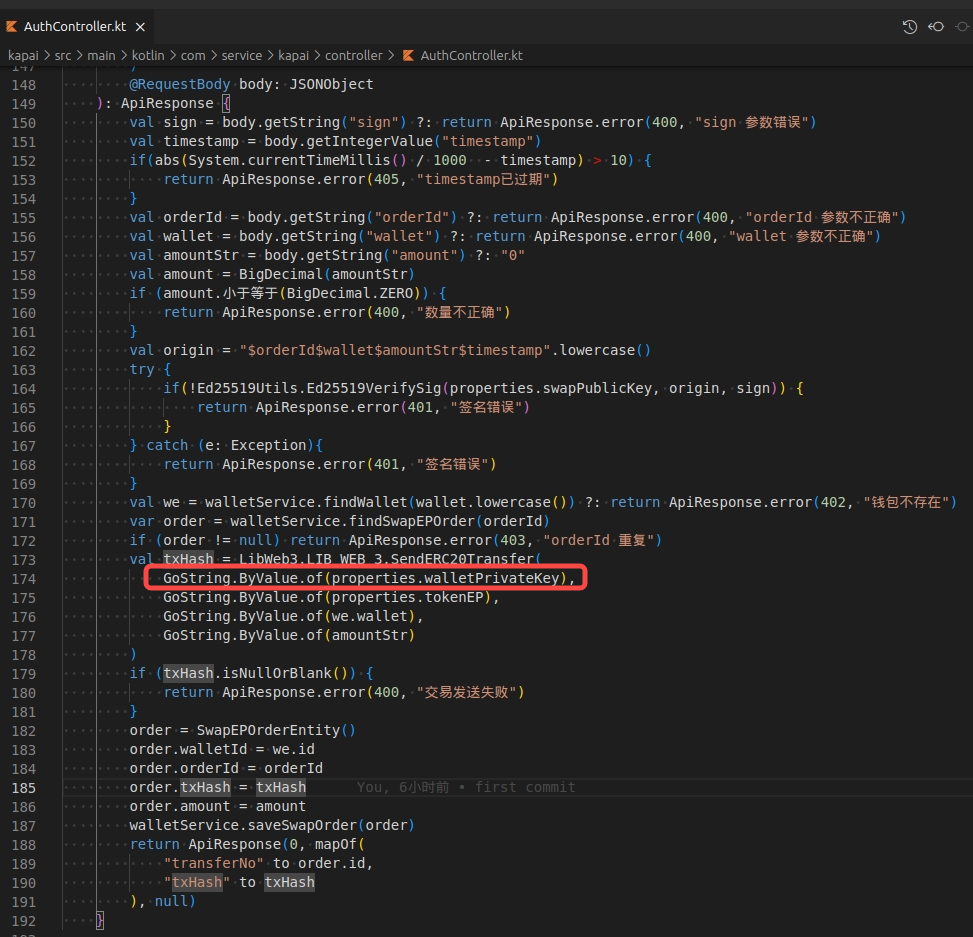 AuthController.kt
kapai > src > main > kotlin > com > service > kapai > controller > AuthController.kt
147 )
148 @RequestBody body: JSONObject
149 ): ApiResponse {
150 val sign = body.getString("sign") ?: return ApiResponse.error(400, "sign 参数错误")
151 val timestamp = body.getIntegerValue("timestamp")
152 if(abs(System.currentTimeMillis() / 1000 - timestamp) > 10) {
153 return ApiResponse.error(405, "timestamp已过期")
154 }
155 val orderId = body.getString("orderId") ?: return ApiResponse.error(400, "orderId 参数不正确")
156 val wallet = body.getString("wallet") ?: return ApiResponse.error(400, "wallet 参数不正确")
157 val amountStr = body.getString("amount") ?: "0"
158 val amount = BigDecimal(amountStr)
159 if (amount.小于等于(BigDecimal.ZERO)) {
160 return ApiResponse.error(400, "数量不正确")
161 }
162 val origin = "$orderId$wallet$amountStr$timestamp".lowercase()
163 try {
164 if(!Ed25519Utils.Ed25519VerifySig(properties.swapPublicKey, origin, sign)) {
165 return ApiResponse.error(401, "签名错误")
166 }
167 } catch (e: Exception){
168 return ApiResponse.error(401, "签名错误")
169 }
170 val we = walletService.findWallet(wallet.lowercase()) ?: return ApiResponse.error(402, "钱包不存在")
171 var order = walletService.findSwapEPOrder(orderId)
172 if (order != null) return ApiResponse.error(403, "orderId 重复")
173 val txHash = LibWeb3.LIB_WEB_3.SendERC20Transfer(
174 GoString.ByValue.of(properties.walletPrivateKey),
175 GoString.ByValue.of(properties.tokenEP),
176 GoString.ByValue.of(we.wallet),
177 GoString.ByValue.of(amountStr)
178 )
179 if (txHash.isNullOrBlank()) {
180 return ApiResponse.error(400, "交易发送失败")
181 }
182 order = SwapEPOrderEntity()
183 order.walletId = we.id
184 order.orderId = orderId
185 order.txHash = txHash You, 6小时前 • first commit
186 order.amount = amount
187 walletService.saveSwapOrder(order)
188 return ApiResponse(0, mapOf(
189 "transferNo" to order.id,
190 "txHash" to txHash
191 ), null)
192 }